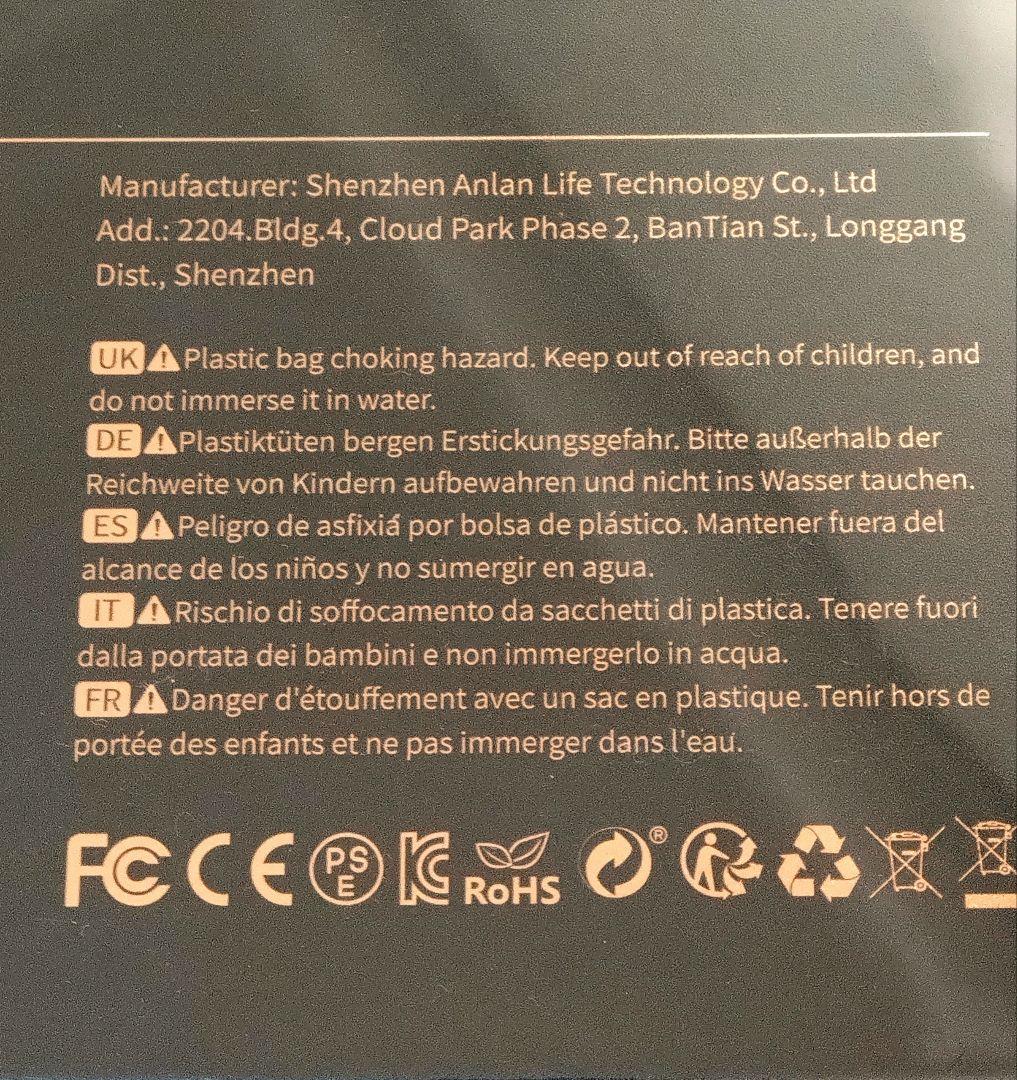 Manufacturer: Shenzhen Anlan Life Technology Co., Ltd
Add.: 2204.Bldg.4, Cloud Park Phase 2, BanTian St., Longgang
Dist., Shenzhen
UK Plastic bag choking hazard. Keep out of reach of children, and
do not immerse it in water.
DE Plastiktüten bergen Erstickungsgefahr. Bitte außerhalb der
Reichweite von Kindern aufbewahren und nicht ins Wasser tauchen.
ES Peligro de asfixiá por bolsa de plástico. Mantener fuera del
alcance de los niños y no sumergir en agua.
IT Rischio di soffocamento da sacchetti di plastica. Tenere fuori
dalla portata dei bambini e non immergerlo in acqua.
FR Danger d'étouffement avec un sac en plastique. Tenir hors de
portée des enfants et ne pas immerger dans l'eau.
FC CE PSE KC RoHS ®